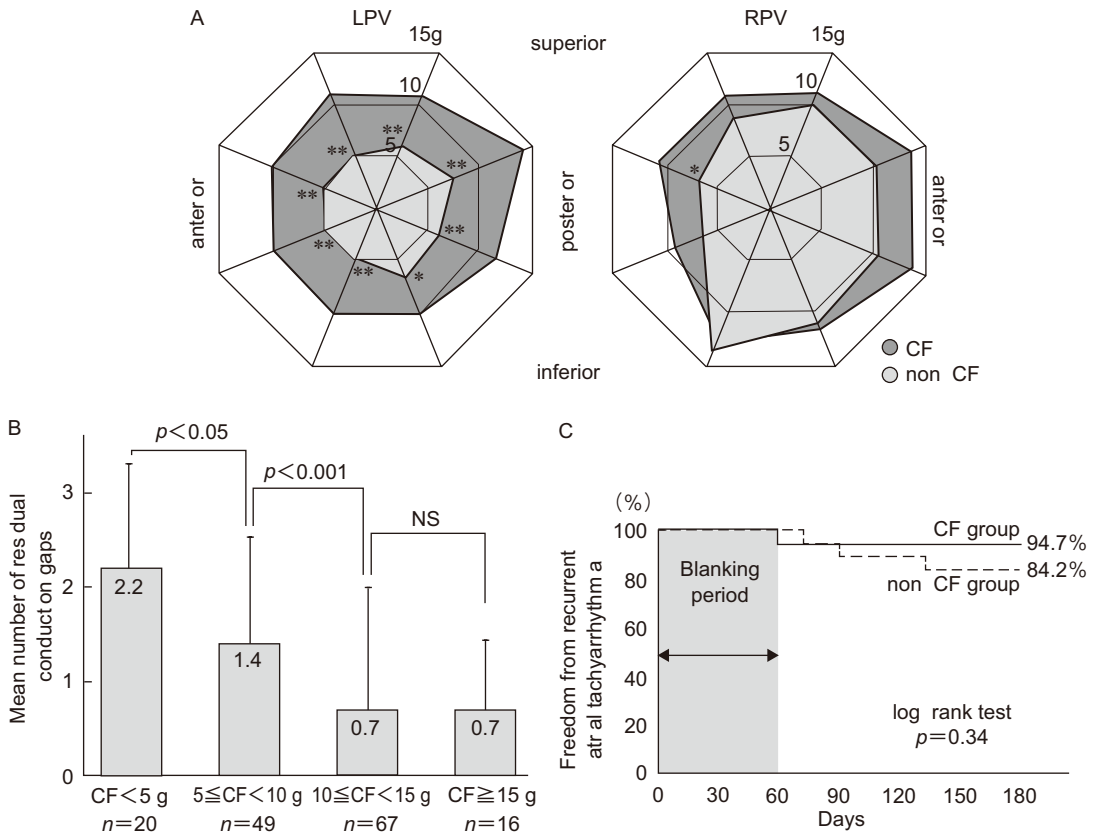 A
LPV
RPV
15g
10
5
superior
15g
10
5
anter or
poster or
anter or
inferior
**
**
**
**
**
**
**
*
*
CF
non CF
B
p<0.05
p<0.001
NS
Mean number of res dual
conduct on gaps
3
2
1
0
2.2
1.4
0.7
0.7
CF<5 g
5≦CF<10 g
10≦CF<15 g
CF≧15 g
n=20
n=49
n=67
n=16
C
(%)
Freedom from recurrent
atr al tachyarrhythm a
100
80
60
40
20
0
Blanking
period
CF group
94.7%
84.2%
non CF group
log rank test
p=0.34
0
30
60
90
120
150
180
Days